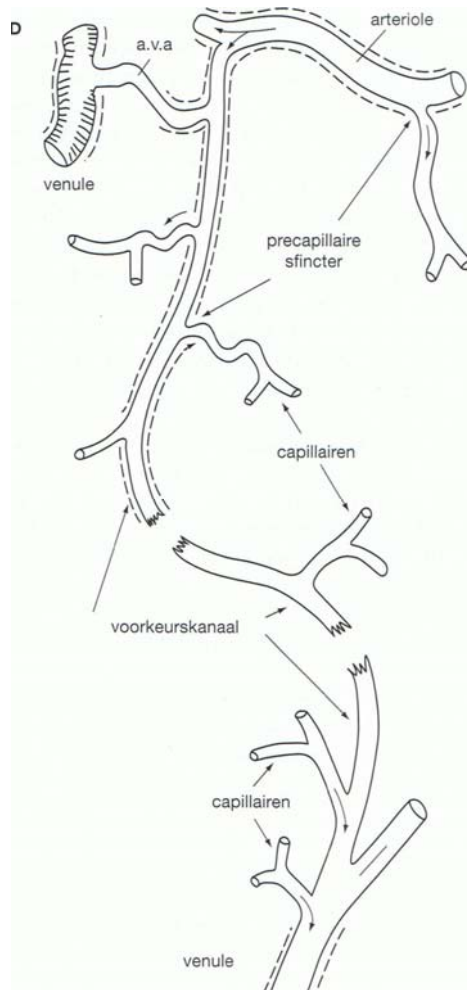 D
arteriole
a.v.a
venule
precapillaire
sfincter
capillairen
voorkeurskanaal
capillairen
venule